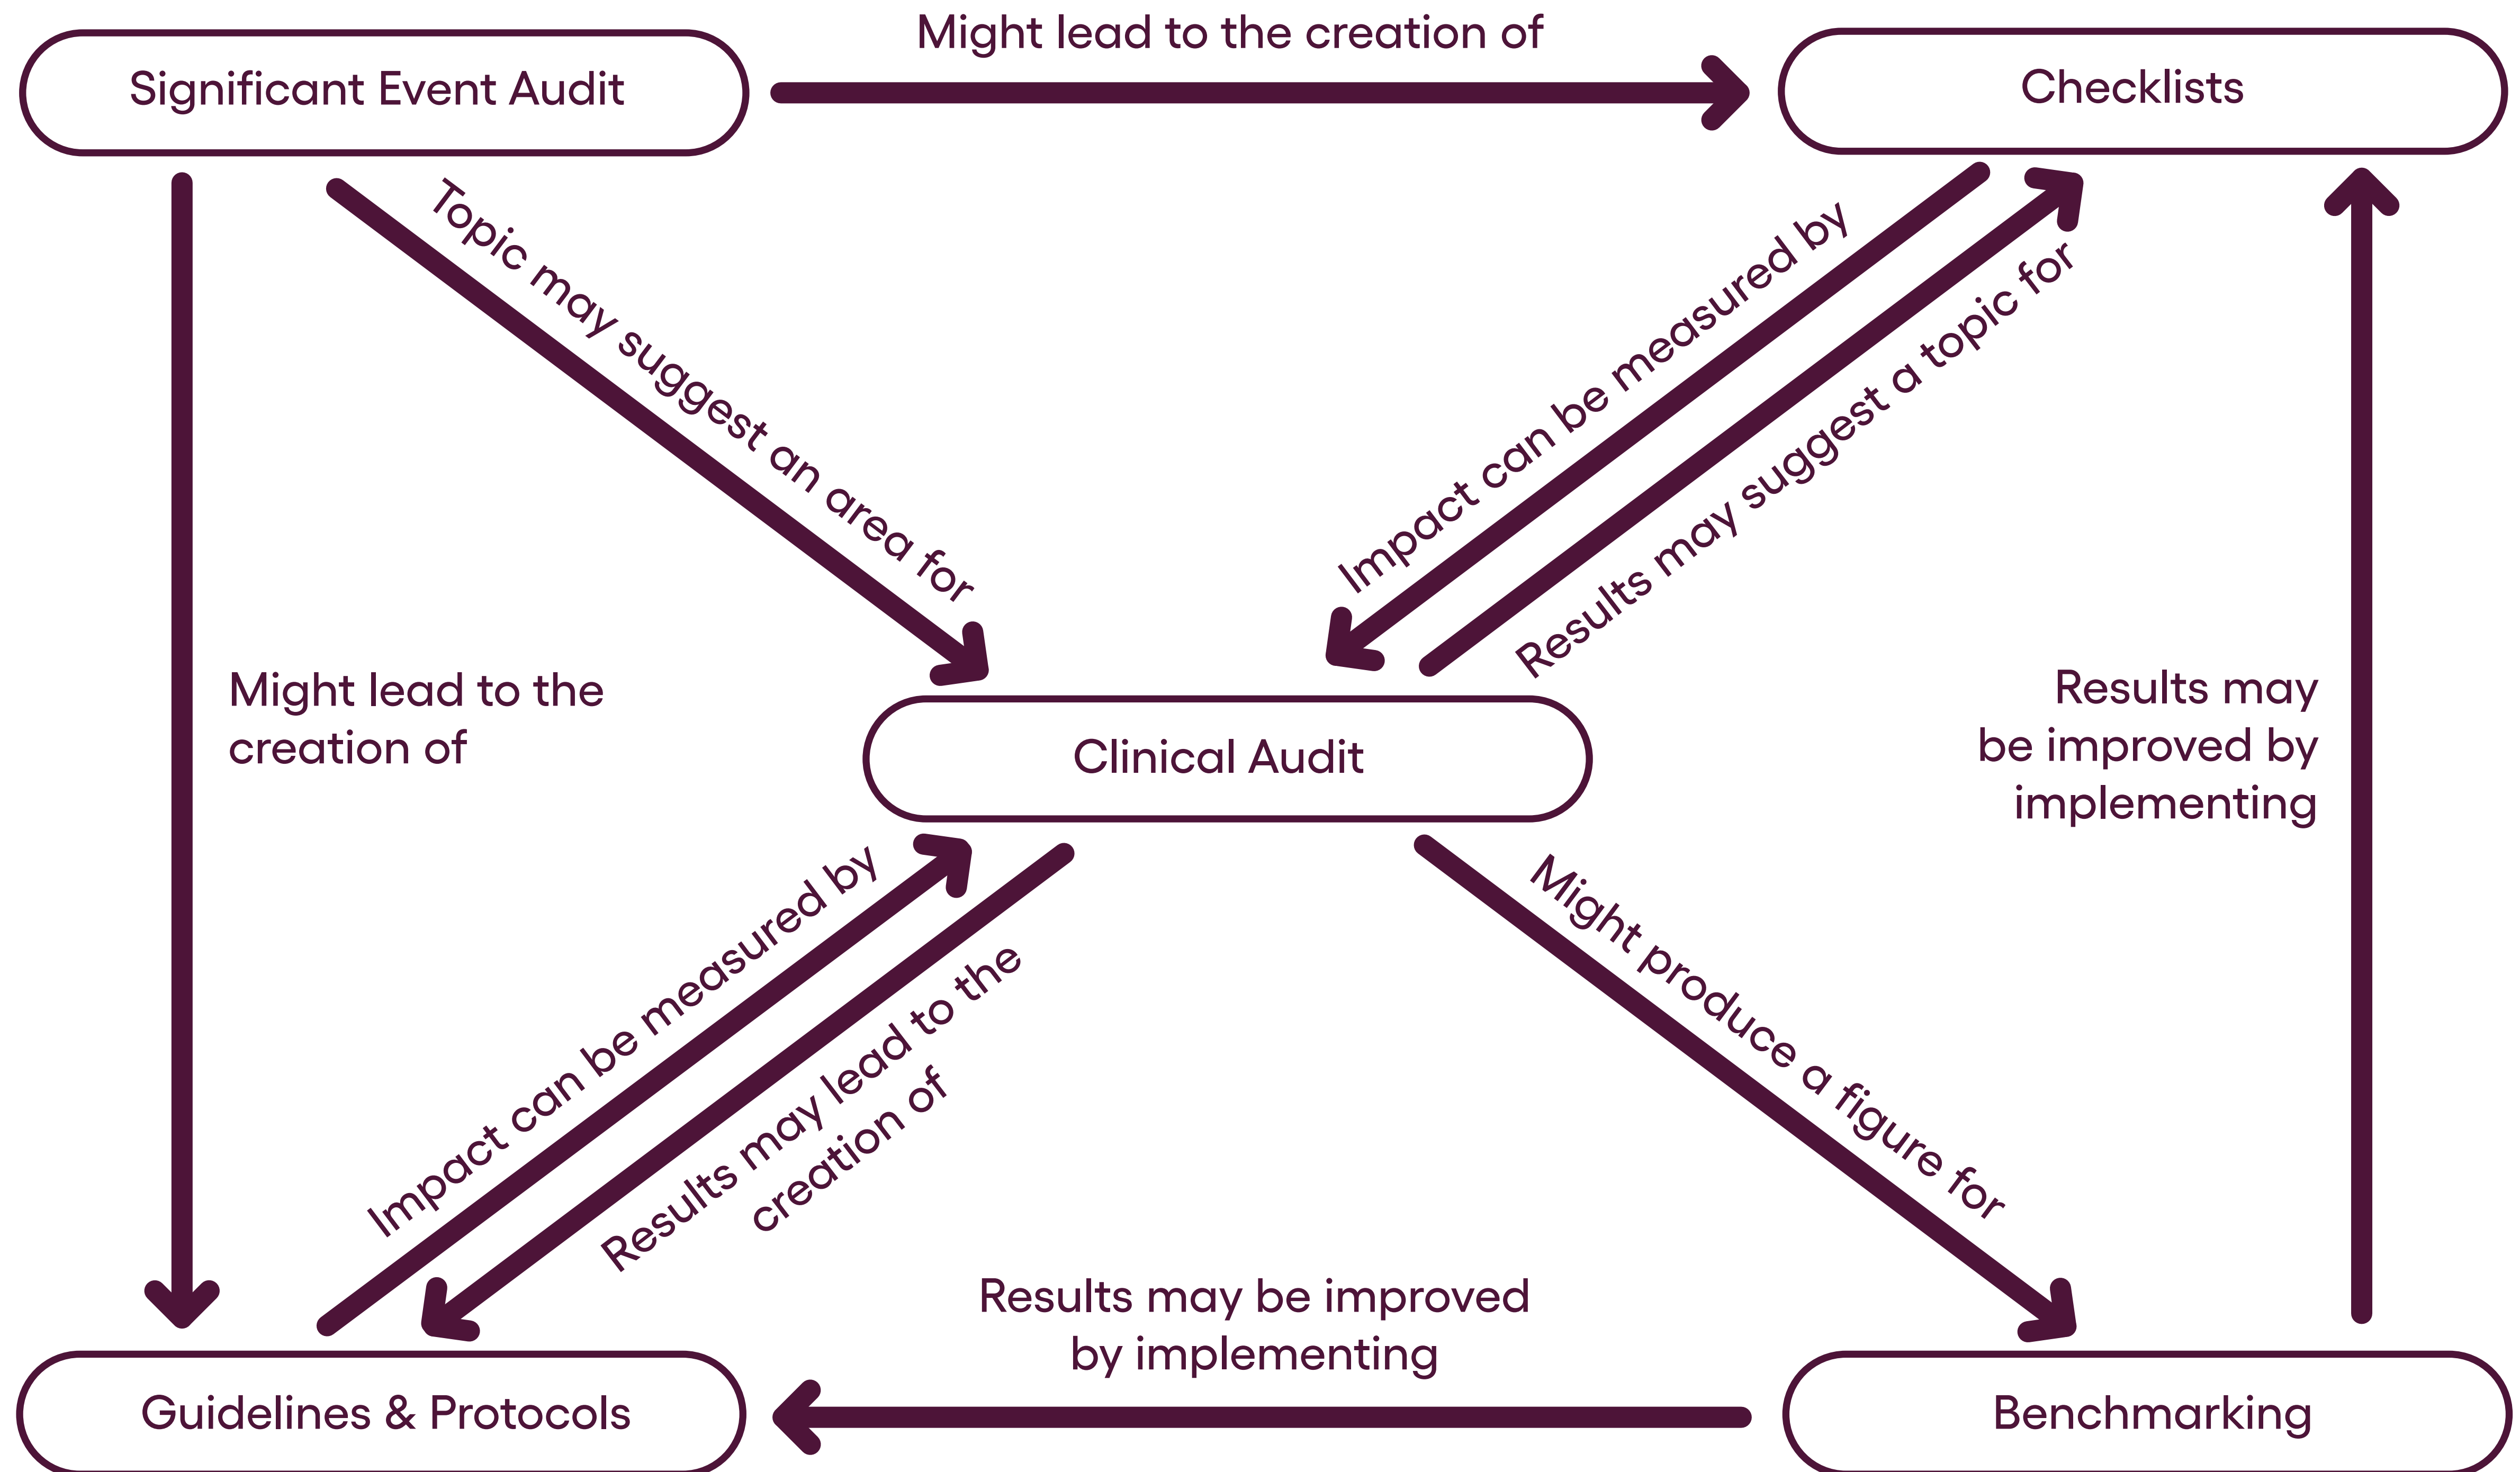 Might lead to the creation of
Significant Event Audit
Checklists
Topic may suggest an area for
Impact can be measured by
Results may suggest a topic for
Might lead to the
creation of
Clinical Audit
Results may
be improved by
implementing
Impact can be measured by
Results may lead to the
creation of
Might produce a figure for
Results may be improved
by implementing
Guidelines & Protocols
Benchmarking